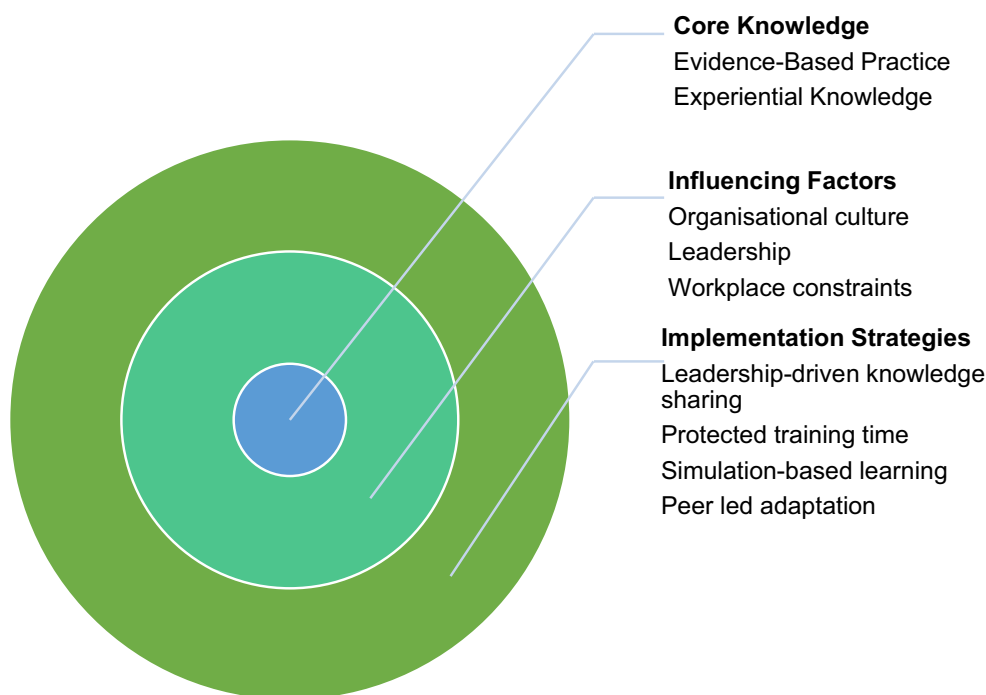 Core Knowledge
Evidence-Based Practice
Experiential Knowledge
Influencing Factors
Organisational culture
Leadership
Workplace constraints
Implementation Strategies
Leadership-driven knowledge
sharing
Protected training time
Simulation-based learning
Peer led adaptation